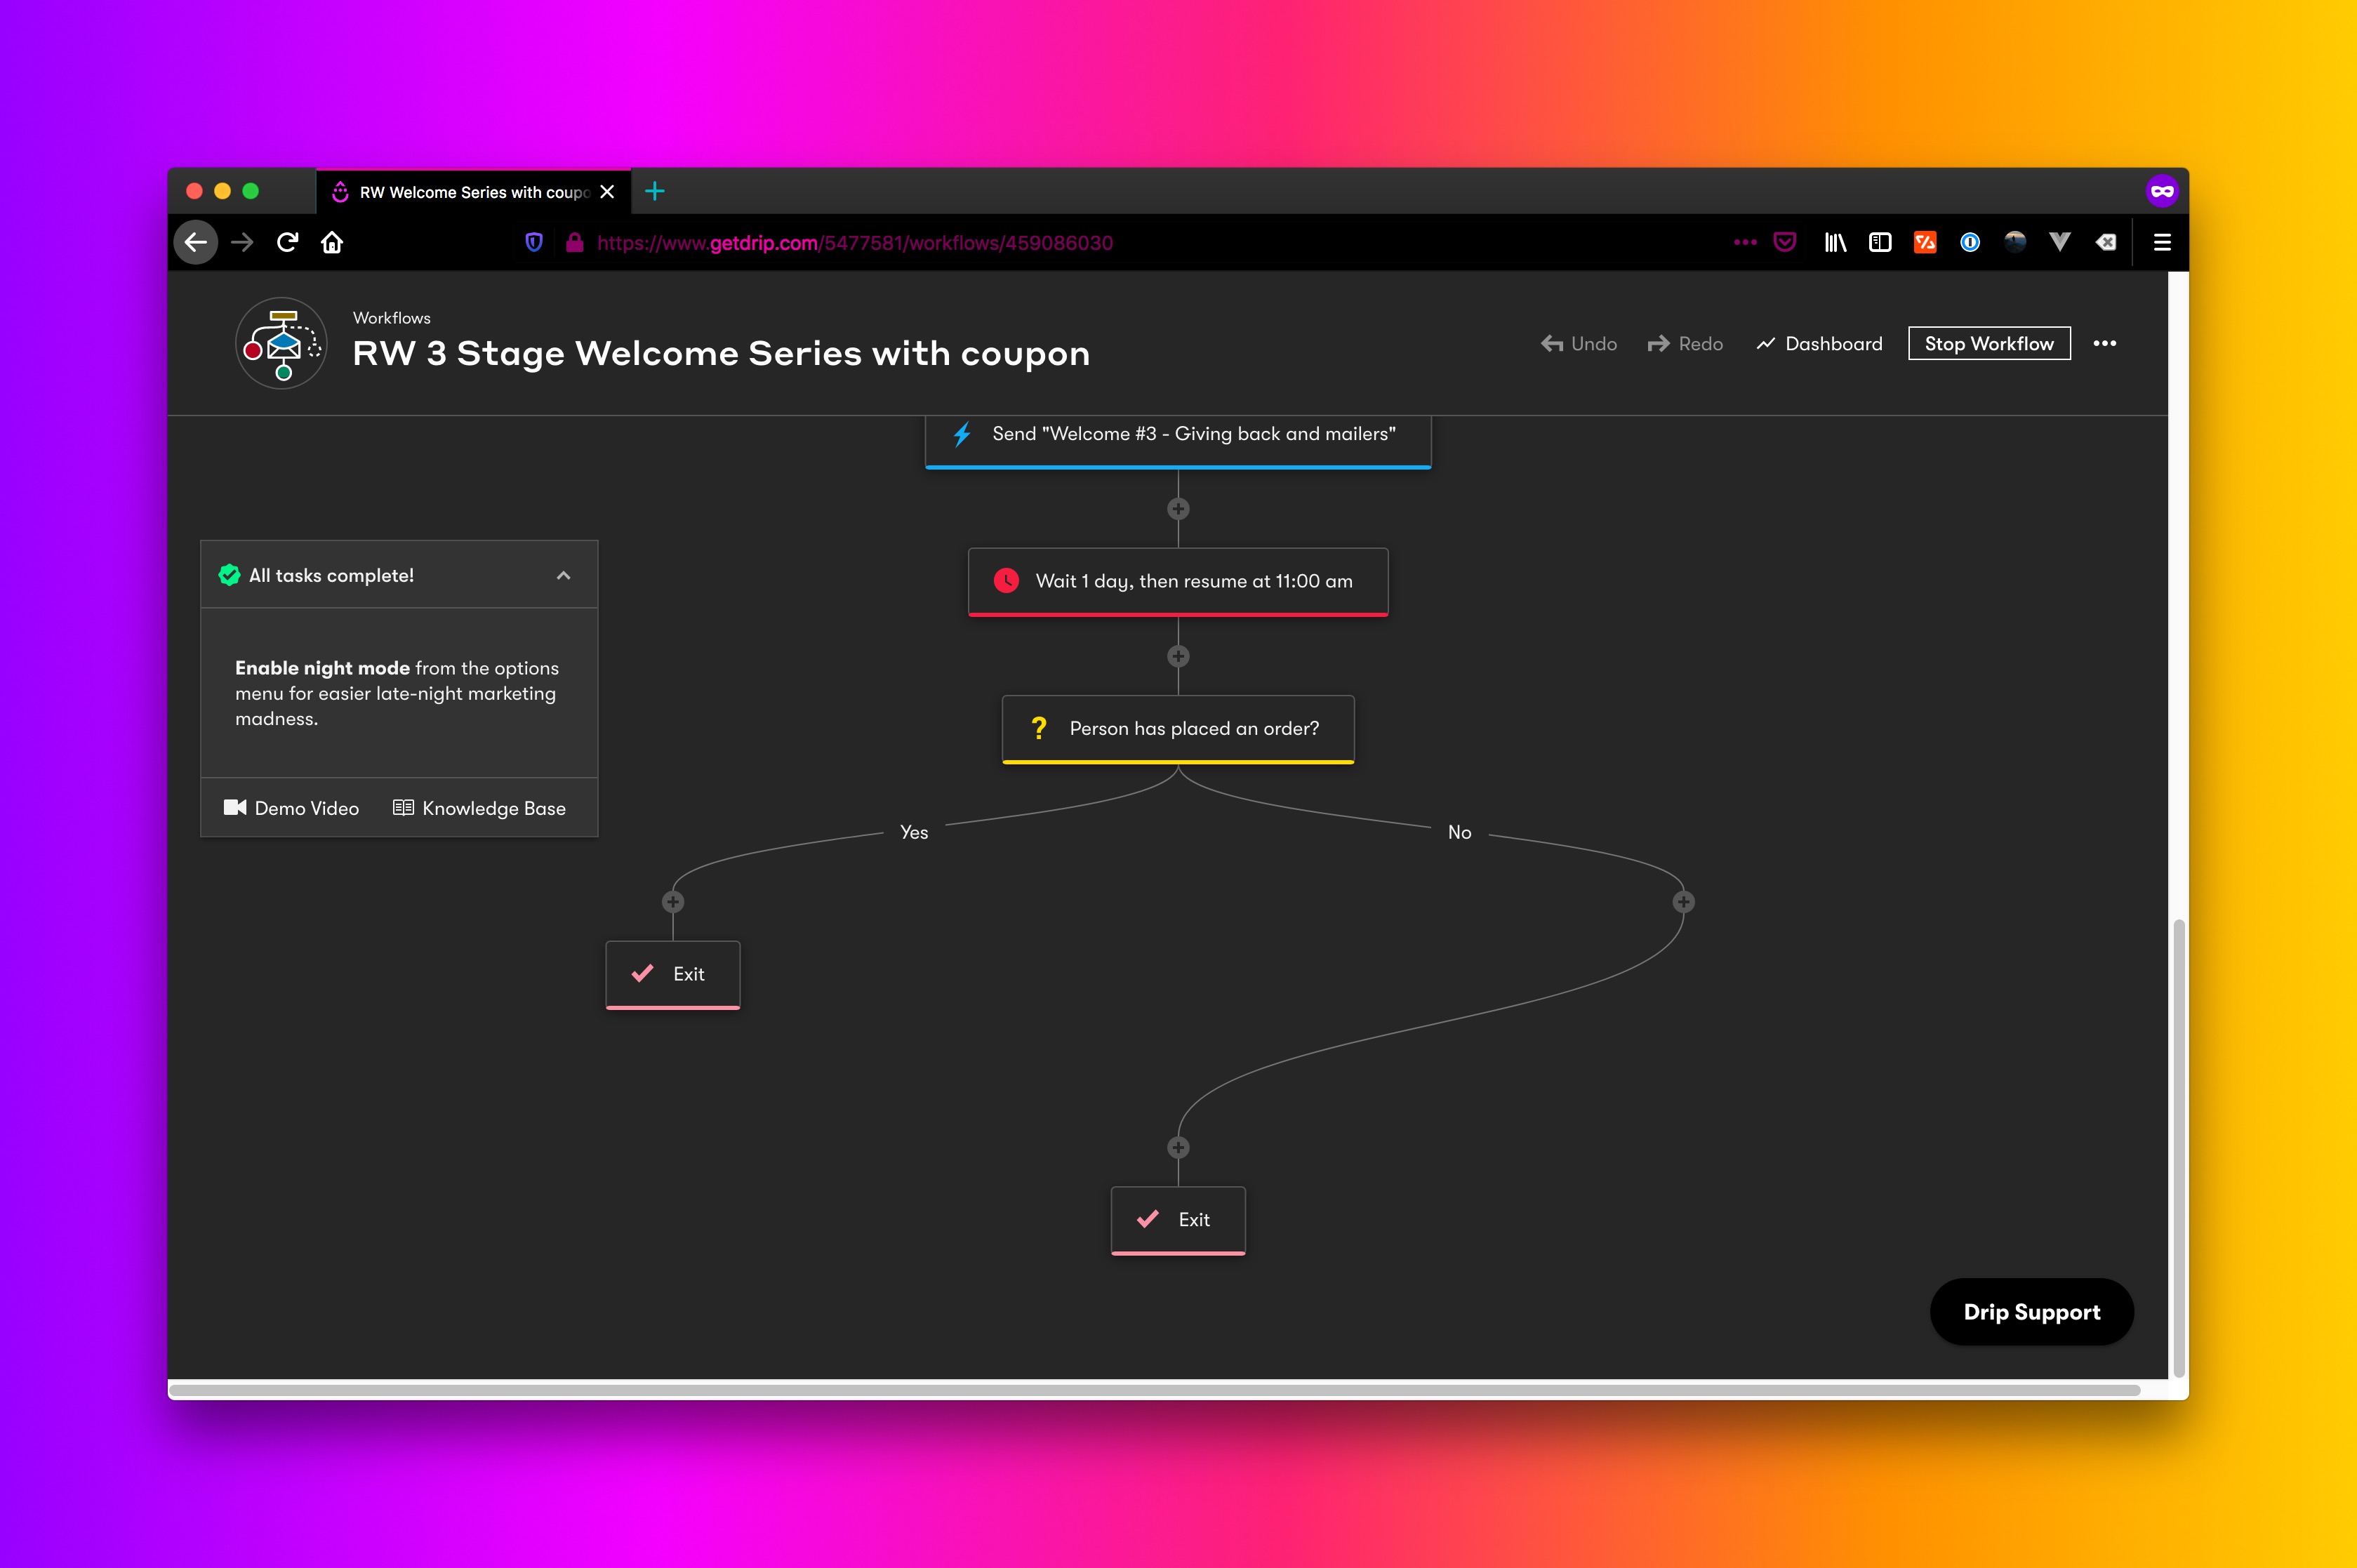 RW Welcome Series with coupo
https://www.getdrip.com/5477581/workflows/459086030
Workflows
RW 3 Stage Welcome Series with coupon
Undo
Redo
Dashboard
Stop Workflow
Send "Welcome #3 - Giving back and mailers"
All tasks complete!
Enable night mode from the options
menu for easier late-night marketing
madness.
Demo Video
Knowledge Base
Wait 1 day, then resume at 11:00 am
? Person has placed an order?
Yes
No
Exit
Exit
Drip Support